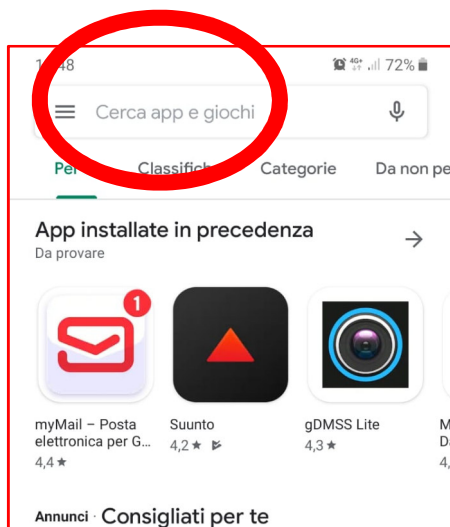 72%
Cerca app e giochi
Classifiche Categorie Da non pe
App installate in precedenza
Da provare
1
myMail – Posta
elettronica per G...
4,4★
Suunto
4,2★
gDMSS Lite
4,3★
Annunci · Consigliati per te